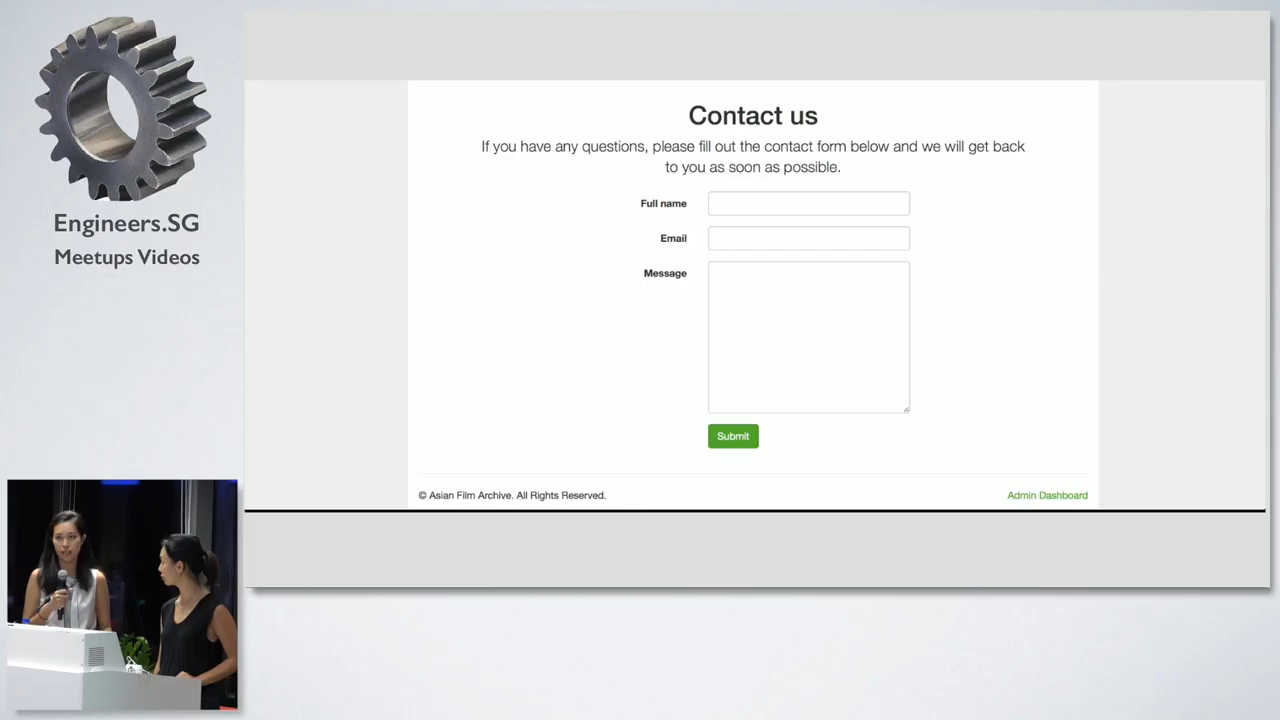 Engineers.SG
Meetups Videos
Contact us
If you have any questions, please fill out the contact form below and we will get back
to you as soon as possible.
Full name
Email
Message
Submit
© Asian Film Archive. All Rights Reserved.
Admin Dashboard